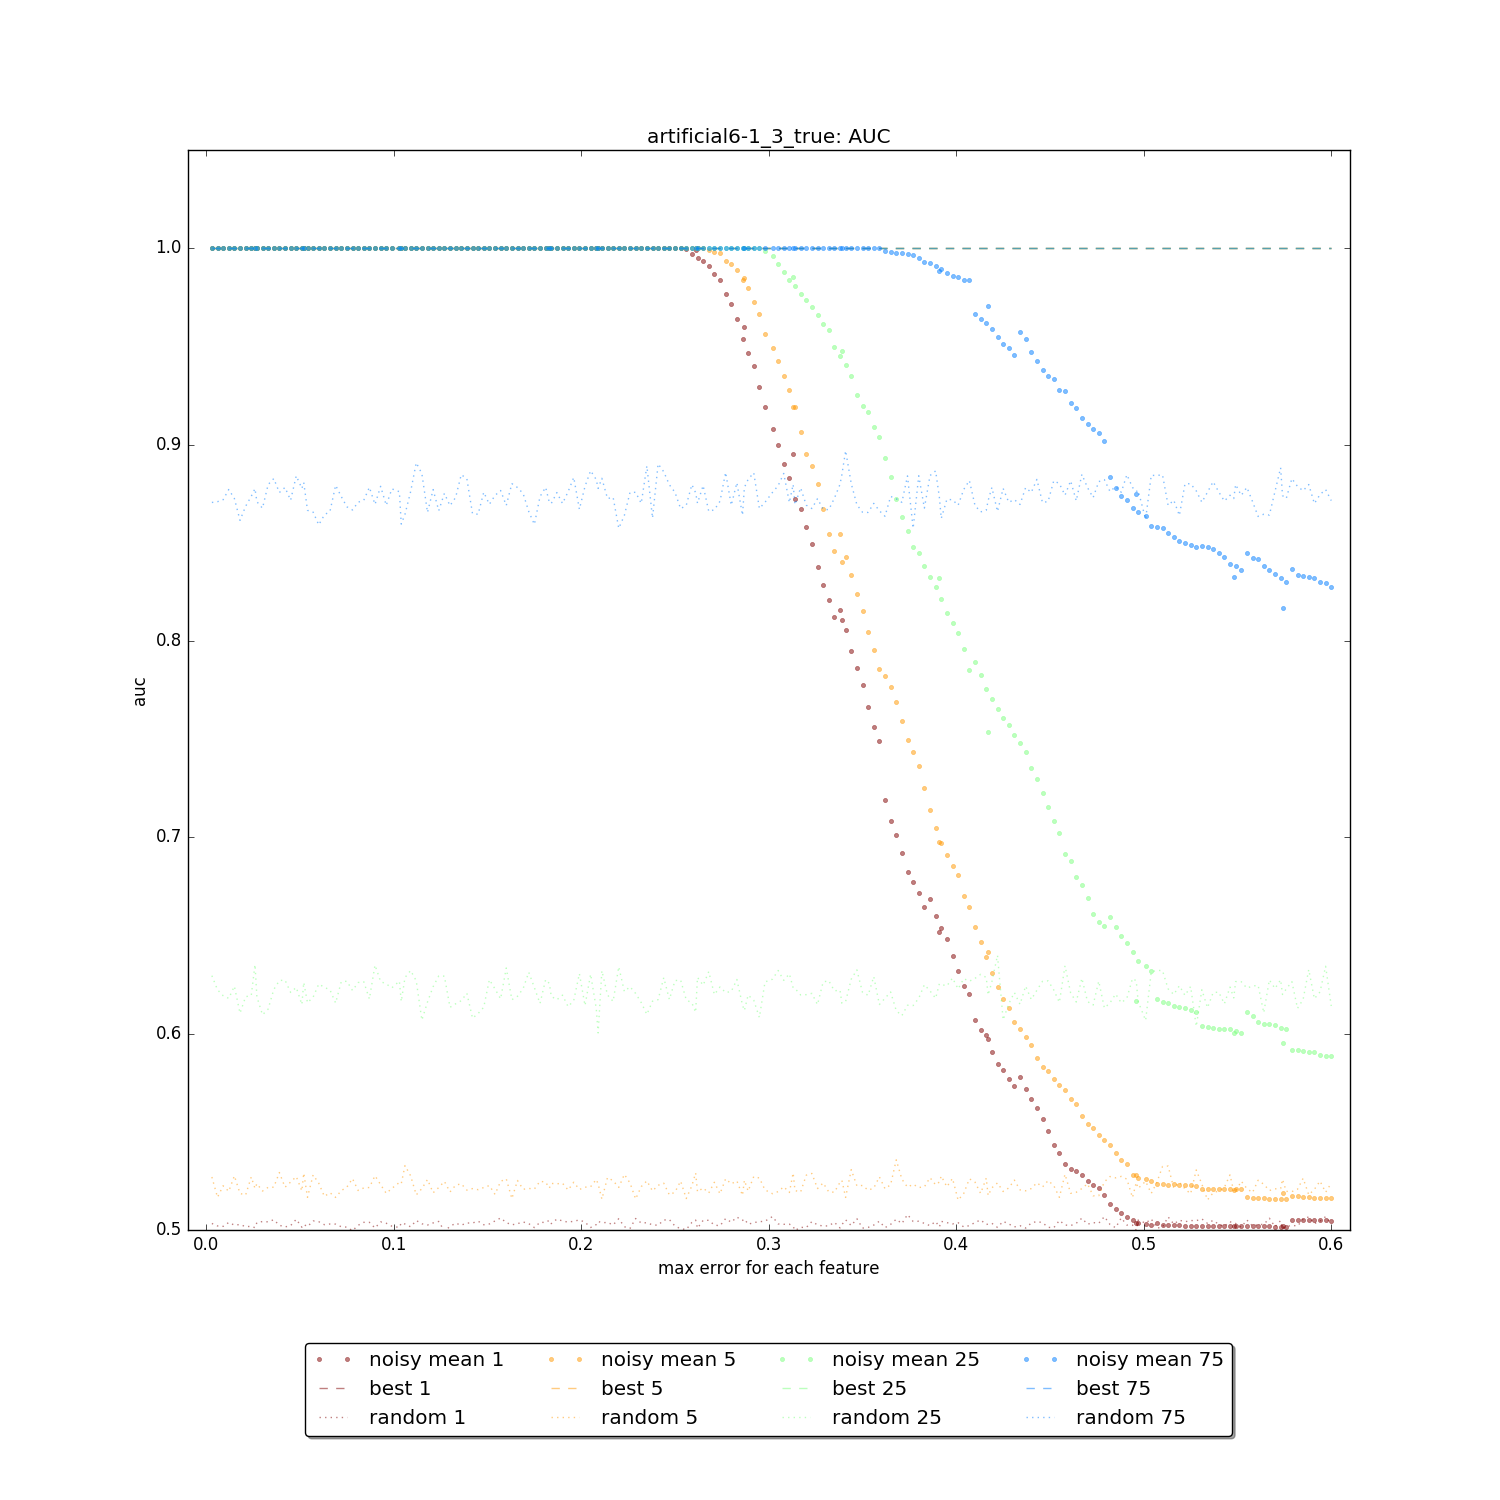 artificial6-1_3_true: AUC
1.0
0.9
0.8
auc
0.7
0.6
0.5
0.0 0.1 0.2 0.3 0.4 0.5 0.6
max error for each feature
noisy mean 1 noisy mean 5 noisy mean 25 noisy mean 75
best 1 best 5 best 25 best 75
random 1 random 5 random 25 random 75